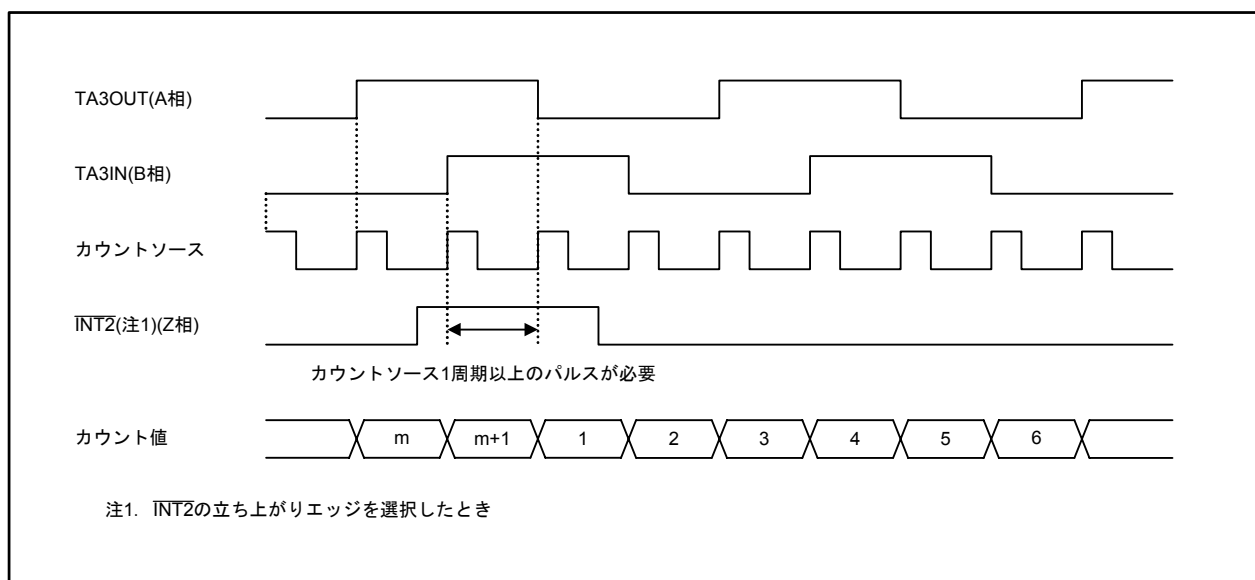 TA3OUT(A相)
TA3IN(B相)
カウントソース
INT2(注1)(Z相)
カウントソース1周期以上のパルスが必要
カウント値 m m+1 1 2 3 4 5 6
注1. INT2の立ち上がりエッジを選択したとき